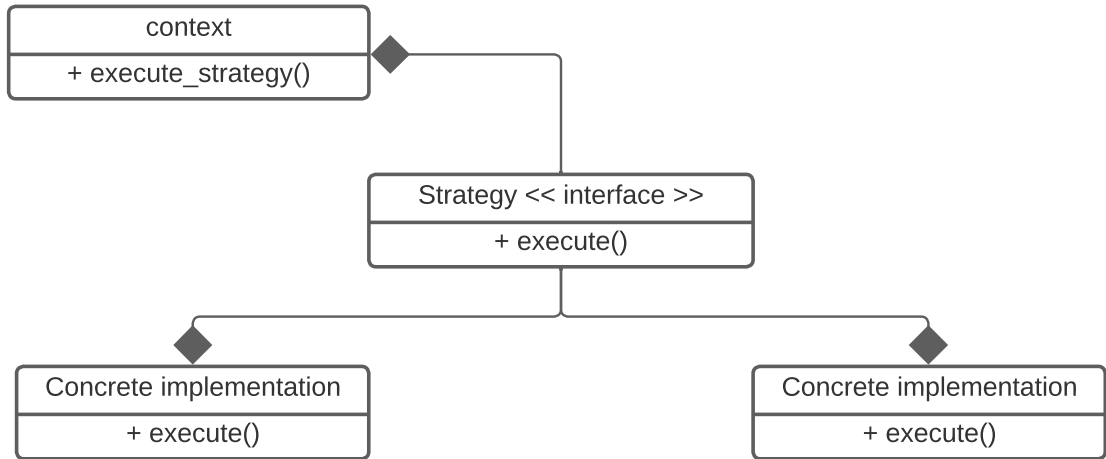 context
+ execute_strategy()
Strategy << interface >>
+ execute()
Concrete implementation
+ execute()
Concrete implementation
+ execute()